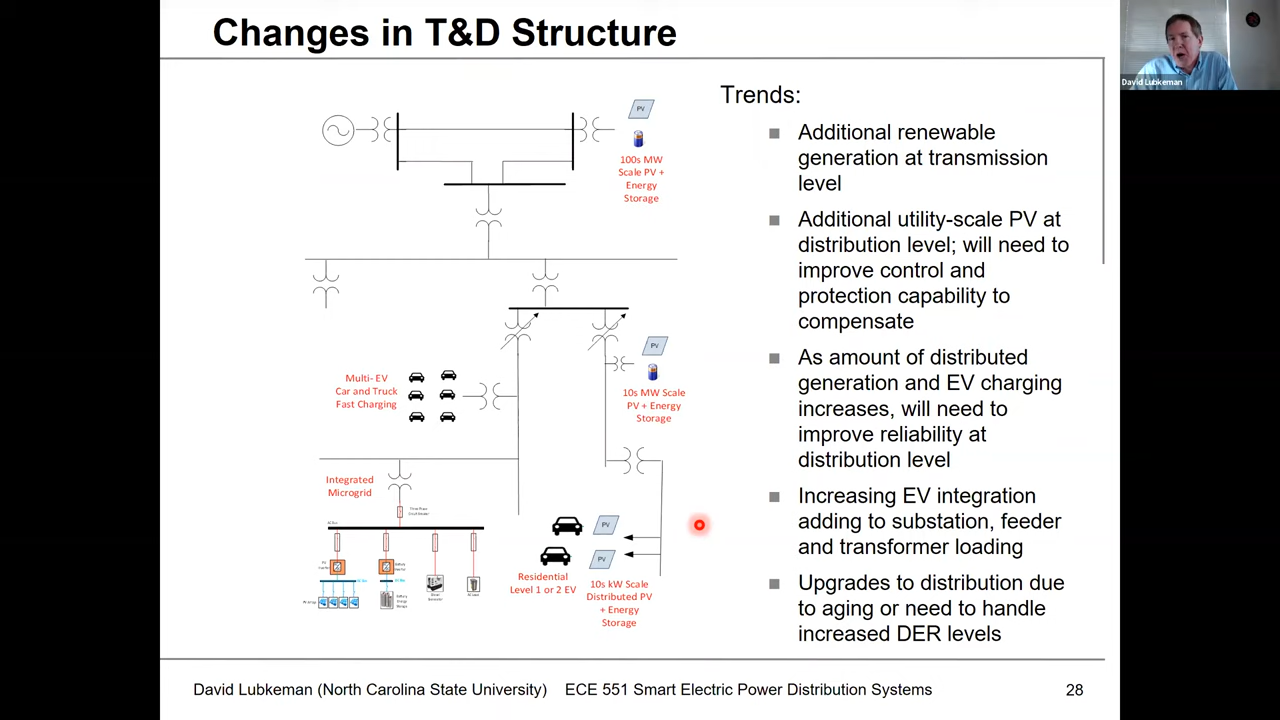 Changes in T&D Structure
David Lubkeman
PV
100s MW
Scale PV +
Energy
Storage
Multi- EV
Car and Truck
Fast Charging
PV
10s MW Scale
PV + Energy
Storage
Integrated
Microgrid
PV
PV
Residential
Level 1 or 2 EV
10s kW Scale
Distributed PV
+ Energy
Storage
Trends:
Additional renewable
generation at transmission
level
Additional utility-scale PV at
distribution level; will need to
improve control and
protection capability to
compensate
As amount of distributed
generation and EV charging
increases, will need to
improve reliability at
distribution level
Increasing EV integration
adding to substation, feeder
and transformer loading
Upgrades to distribution due
to aging or need to handle
increased DER levels
David Lubkeman (North Carolina State University) ECE 551 Smart Electric Power Distribution Systems 28